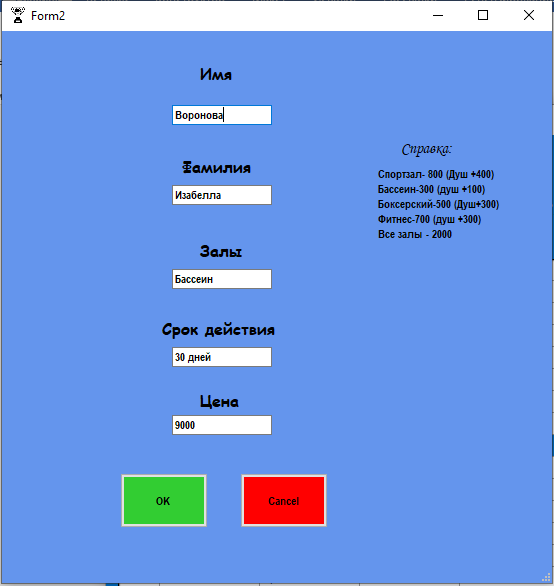 Form2
Имя
Воронова
Фамилия
Изабелла
Залы
Бассеин
Срок действия
30 дней
Цена
9000
OK
Cancel
Справка:
Спортзал- 800 (Душ +400)
Бассеин-300 (душ +100)
Боксерский-500 (Душ+300)
Фитнес-700 (душ +300)
Все залы - 2000